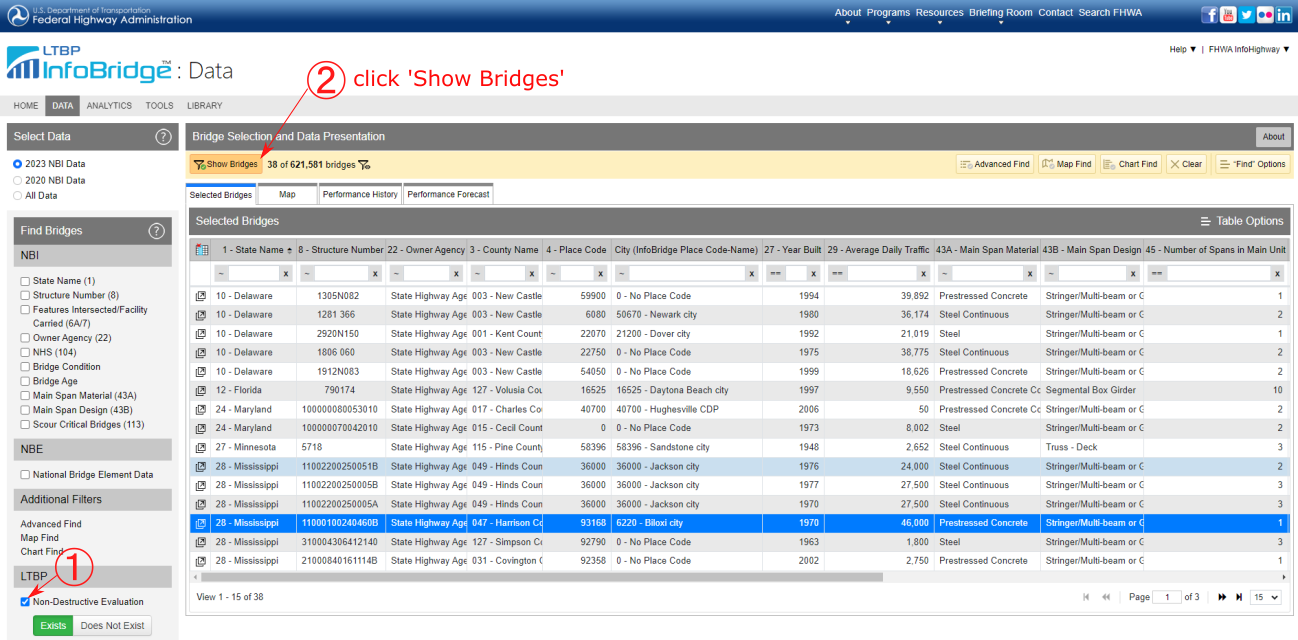 U.S. Department of Transportation
Federal Highway Administration
About Programs Resources Briefing Room Contact Search FHWA
LTBP
InfoBridge™ : Data
Help ▼ | FHWA InfoHighway ▼
② click 'Show Bridges'
HOME DATA ANALYTICS TOOLS LIBRARY
Select Data ?
2023 NBI Data
2020 NBI Data
All Data
Find Bridges ?
NBI
State Name (1)
Structure Number (8)
Features Intersected/Facility
Carried (6A/7)
Owner Agency (22)
NHS (104)
Bridge Condition
Bridge Age
Main Span Material (43A)
Main Span Design (43B)
Scour Critical Bridges (113)
NBE
National Bridge Element Data
Additional Filters
Advanced Find
Map Find
Chart Find
①
LTBP
Non-Destructive Evaluation
Exists Does Not Exist
Bridge Selection and Data Presentation About
Show Bridges 38 of 621,581 bridges Advanced Find Map Find Chart Find Clear "Find" Options
Selected Bridges Map Performance History Performance Forecast
Selected Bridges Table Options
1 - State Name 8 - Structure Number 22 - Owner Agency 3 - County Name 4 - Place Code City (InfoBridge Place Code-Name) 27 - Year Built 29 - Average Daily Traffic 43A - Main Span Material 43B - Main Span Design 45 - Number of Spans in Main Unit
~ x ~ x ~ x ~ x ~ x ~ x == x == x ~ x ~ x == x
10 - Delaware 1305N082 State Highway Age 003 - New Castle 59900 0 - No Place Code 1994 39,892 Prestressed Concrete Stringer/Multi-beam or G 1
10 - Delaware 1281 366 State Highway Age 003 - New Castle 6080 50670 - Newark city 1980 36,174 Steel Continuous Stringer/Multi-beam or G 2
10 - Delaware 2920N150 State Highway Age 001 - Kent Count 22070 21200 - Dover city 1992 21,019 Steel Stringer/Multi-beam or G 1
10 - Delaware 1806 060 State Highway Age 003 - New Castle 22750 0 - No Place Code 1975 38,775 Steel Continuous Stringer/Multi-beam or G 2
10 - Delaware 1912N083 State Highway Age 003 - New Castle 54050 0 - No Place Code 1999 18,626 Prestressed Concrete Stringer/Multi-beam or G 1
12 - Florida 790174 State Highway Age 127 - Volusia Cou 16525 16525 - Daytona Beach city 1997 9,550 Prestressed Concrete Co Segmental Box Girder 10
24 - Maryland 100000080053010 State Highway Age 017 - Charles Co 40700 40700 - Hughesville CDP 2006 50 Prestressed Concrete Co Stringer/Multi-beam or G 2
24 - Maryland 100000070042010 State Highway Age 015 - Cecil Count 0 0 - No Place Code 1973 8,002 Steel Stringer/Multi-beam or G 2
27 - Minnesota 5718 State Highway Age 115 - Pine County 58396 58396 - Sandstone city 1948 2,652 Steel Continuous Truss - Deck 3
28 - Mississippi 11002200250051B State Highway Age 049 - Hinds Coun 36000 36000 - Jackson city 1976 24,000 Steel Continuous Stringer/Multi-beam or G 2
28 - Mississippi 11002200250005B State Highway Age 049 - Hinds Coun 36000 36000 - Jackson city 1977 27,500 Steel Continuous Stringer/Multi-beam or G 3
28 - Mississippi 11002200250005A State Highway Age 049 - Hinds Coun 36000 36000 - Jackson city 1970 27,500 Steel Continuous Stringer/Multi-beam or G 3
28 - Mississippi 11000100240460B State Highway Age 047 - Harrison Co 93168 6220 - Biloxi city 1970 46,000 Prestressed Concrete Stringer/Multi-beam or G 1
28 - Mississippi 310004306412140 State Highway Age 127 - Simpson Co 92790 0 - No Place Code 1963 1,800 Steel Stringer/Multi-beam or G 3
28 - Mississippi 21000840161114B State Highway Age 031 - Covington C 92358 0 - No Place Code 2002 2,750 Prestressed Concrete Stringer/Multi-beam or G 1
View 1 - 15 of 38 Page 1 of 3 15